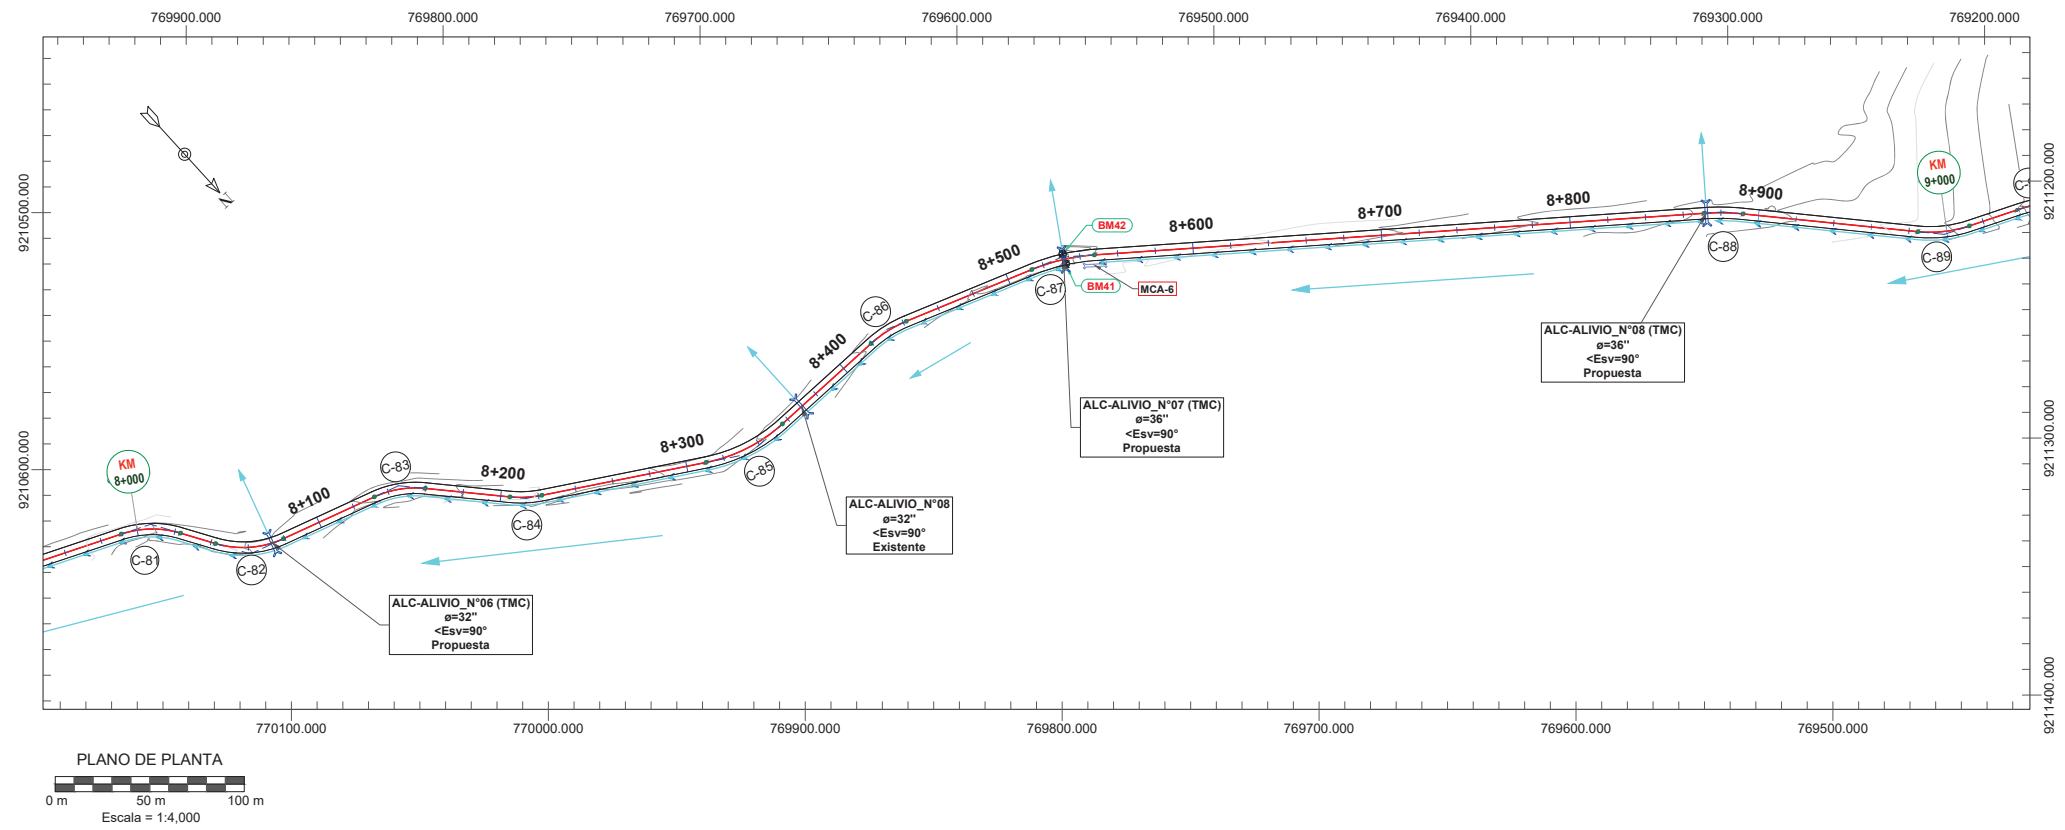 769900.000
769800.000
769700.000
769600.000
769500.000
769400.000
769300.000
769200.000
9210500.000
9210600.000
9211200.000
9211300.000
9211400.000
N
KM
8+000
8+100
8+200
8+300
8+400
8+500
8+600
8+700
8+800
8+900
KM
9+000
C-81
C-82
C-83
C-84
C-85
C-86
C-87
C-88
C-89
BM42
BM41
MCA-6
ALC-ALIVIO_N°06 (TMC)
ø=32"
<Esv=90°
Propuesta
ALC-ALIVIO_N°08
ø=32"
<Esv=90°
Existente
ALC-ALIVIO_N°07 (TMC)
ø=36"
<Esv=90°
Propuesta
ALC-ALIVIO_N°08 (TMC)
ø=36"
<Esv=90°
Propuesta
770100.000
770000.000
769900.000
769800.000
769700.000
769600.000
769500.000
PLANO DE PLANTA
0 m
50 m
100 m
Escala = 1:4,000